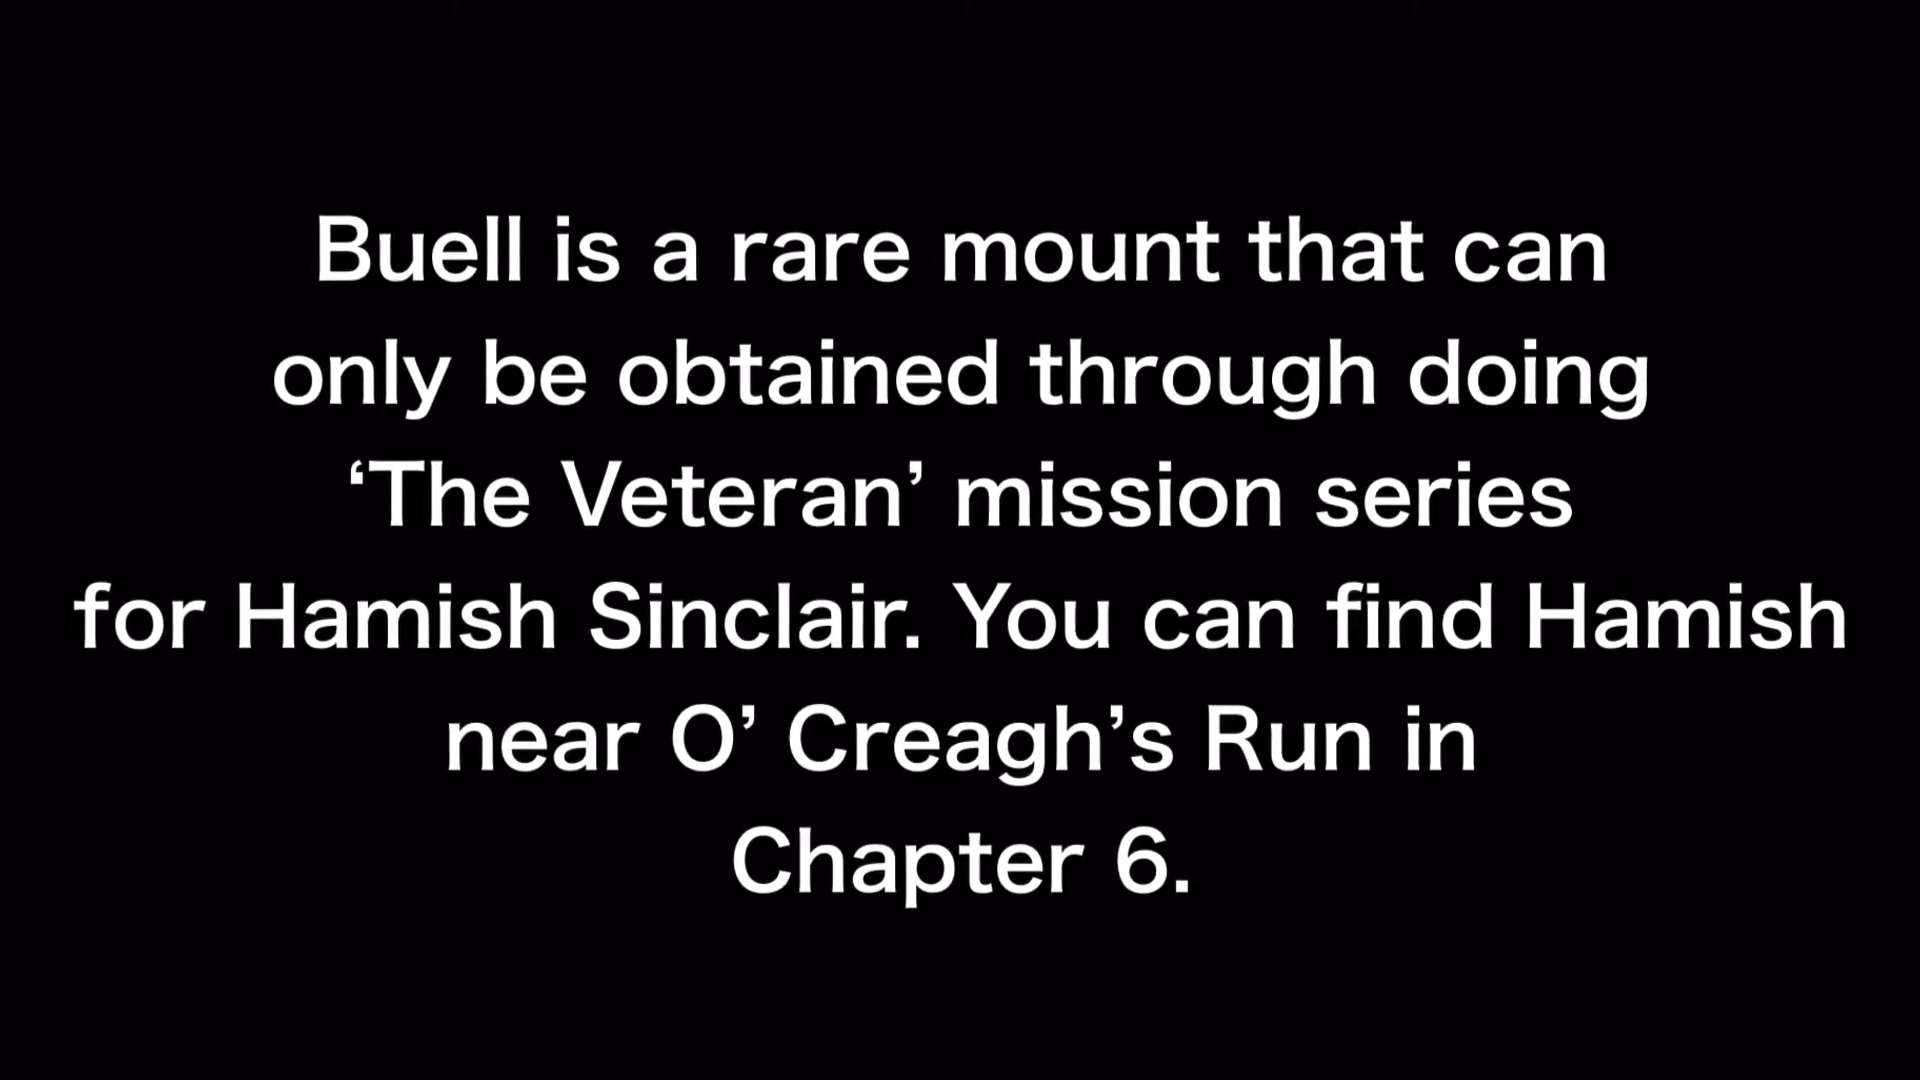 Buell is a rare mount that can
only be obtained through doing
‘The Veteran’ mission series
for Hamish Sinclair. You can find Hamish
near O’ Creagh’s Run in
Chapter 6.